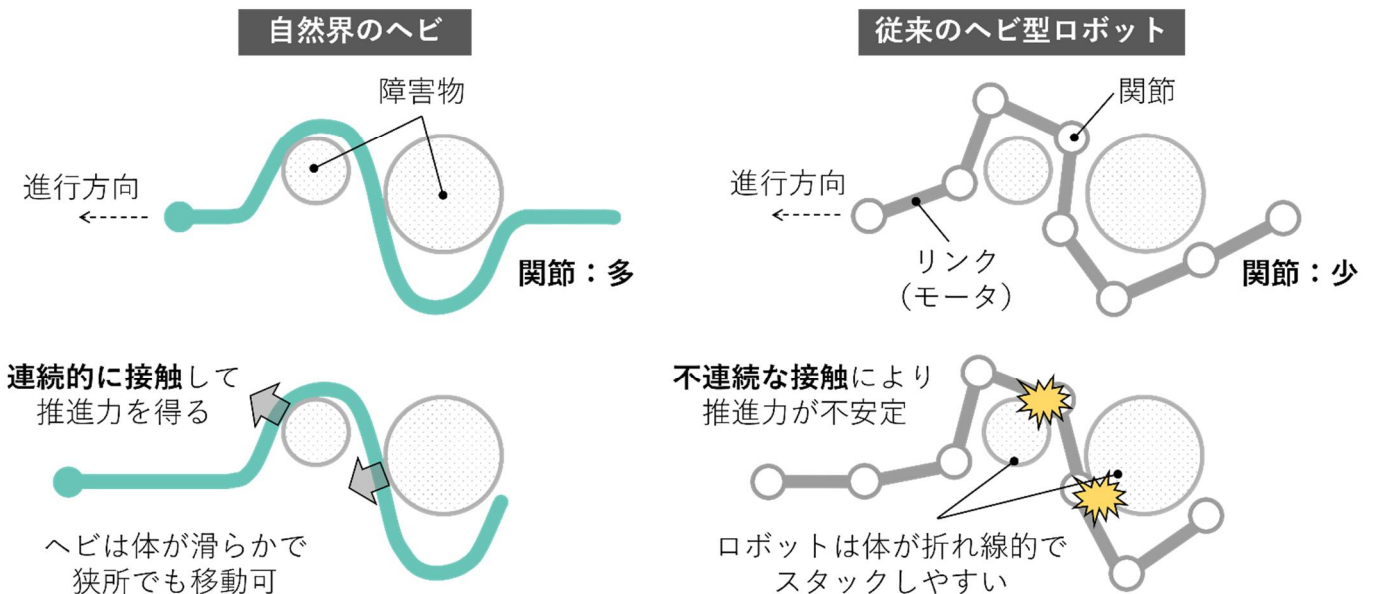 自然界のヘビ
障害物
進行方向
関節：多
連続的に接触して
推進力を得る
ヘビは体が滑らかで
狭所でも移動可
従来のヘビ型ロボット
関節
進行方向
リンク
（モータ）
関節：少
不連続な接触により
推進力が不安定
ロボットは体が折れ線的で
スタックしやすい